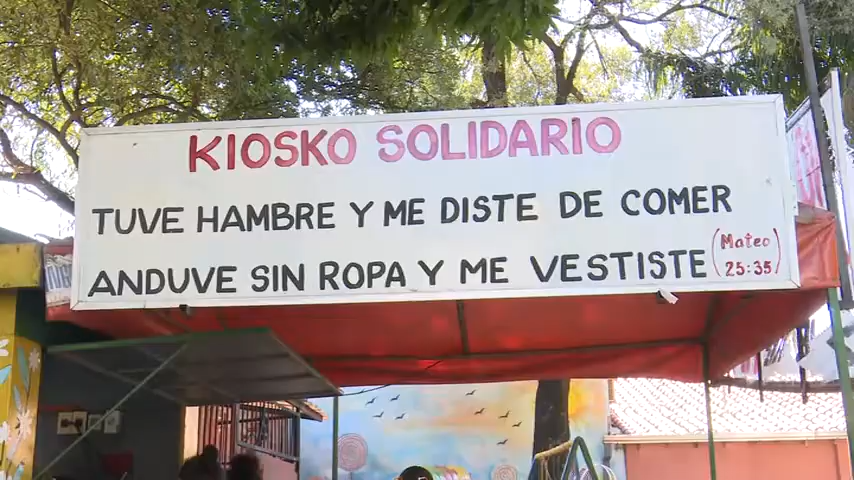 KIOSKO SOLIDARIO
TUVE HAMBRE Y ME DISTE DE COMER
ANDUVE SIN ROPA Y ME VESTISTE (Mateo 25:35)